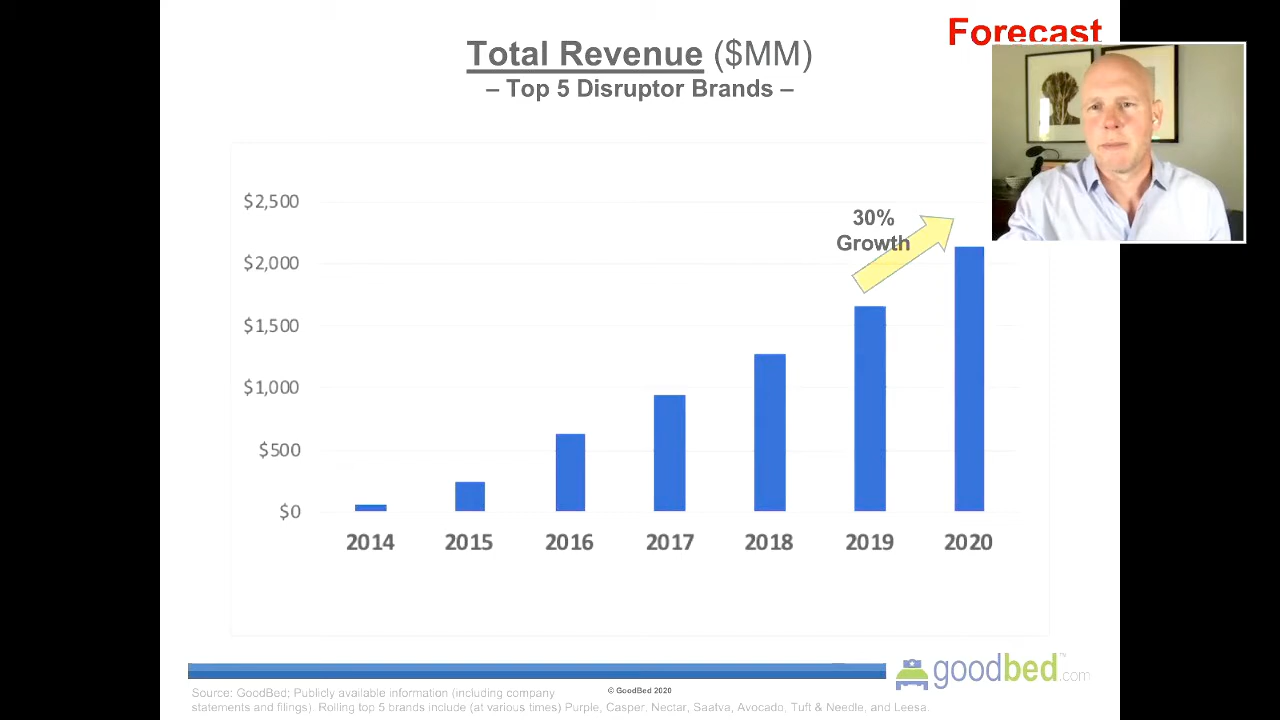 Forecast
Total Revenue ($MM)
– Top 5 Disruptor Brands –
$2,500
30%
Growth
$2,000
$1,500
$1,000
$500
$0
2014 2015 2016 2017 2018 2019 2020
goodbed.com
™
Source: GoodBed; Publicly available information (including company
statements and filings). Rolling top 5 brands include (at various times) Purple, Casper, Nectar, Saatva, Avocado, Tuft & Needle, and Leesa.
© GoodBed 2020